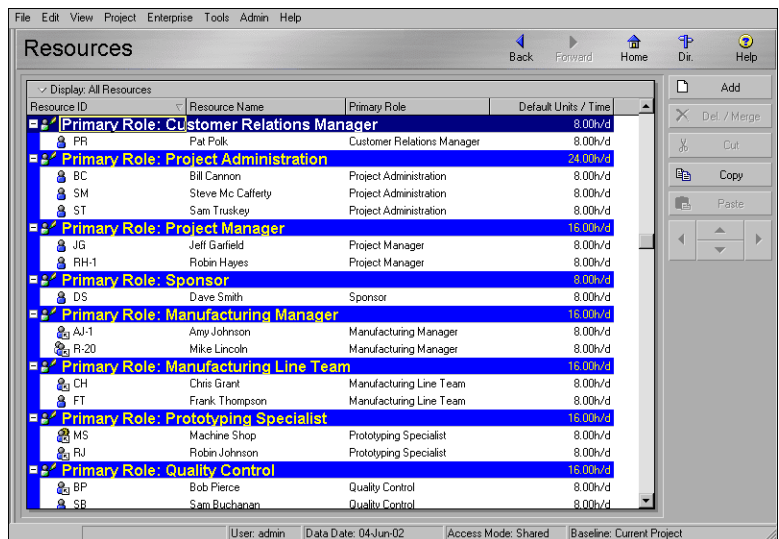 File Edit View Project Enterprise Tools Admin Help
Resources
Back Forward Home Dir. Help
Display: All Resources
Resource ID Resource Name Primary Role Default Units / Time
Primary Role: Customer Relations Manager 8.00h/d
PR Pat Polk Customer Relations Manager 8.00h/d
Primary Role: Project Administration 24.00h/d
BC Bill Cannon Project Administration 8.00h/d
SM Steve Mc Cafferty Project Administration 8.00h/d
ST Sam Truskey Project Administration 8.00h/d
Primary Role: Project Manager 16.00h/d
JG Jeff Garfield Project Manager 8.00h/d
RH-1 Robin Hayes Project Manager 8.00h/d
Primary Role: Sponsor 8.00h/d
DS Dave Smith Sponsor 8.00h/d
Primary Role: Manufacturing Manager 16.00h/d
AJ-1 Amy Johnson Manufacturing Manager 8.00h/d
R-20 Mike Lincoln Manufacturing Manager 8.00h/d
Primary Role: Manufacturing Line Team 16.00h/d
CH Chris Grant Manufacturing Line Team 8.00h/d
FT Frank Thompson Manufacturing Line Team 8.00h/d
Primary Role: Prototyping Specialist 16.00h/d
MS Machine Shop Prototyping Specialist 8.00h/d
RJ Robin Johnson Prototyping Specialist 8.00h/d
Primary Role: Quality Control 16.00h/d
BP Bob Pierce Quality Control 8.00h/d
SB Sam Buchanan Quality Control 8.00h/d
Add
Del. / Merge
Cut
Copy
Paste
User: admin Data Date: 04-Jun-02 Access Mode: Shared Baseline: Current Project